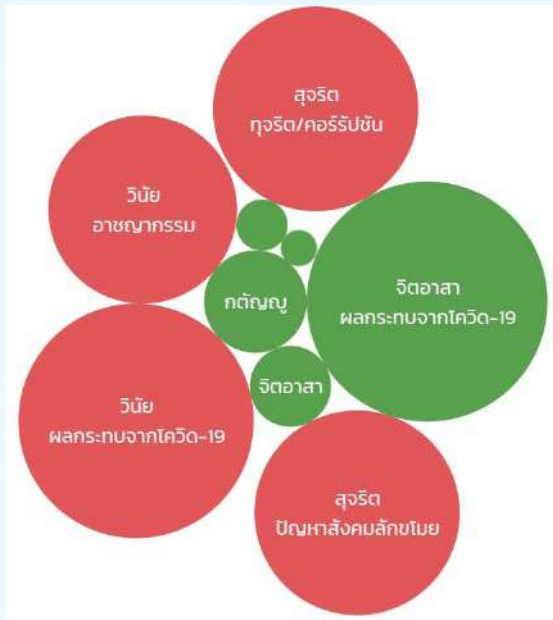 สุจริต
ทุจริต/คอร์รัปชัน
วินัย
อาชญากรรม
กตัญญู
จิตอาสา
ผลกระทบจากโควิด-19
จิตอาสา
วินัย
ผลกระทบจากโควิด-19
สุจริต
ปัญหาสังคมลักขโมย